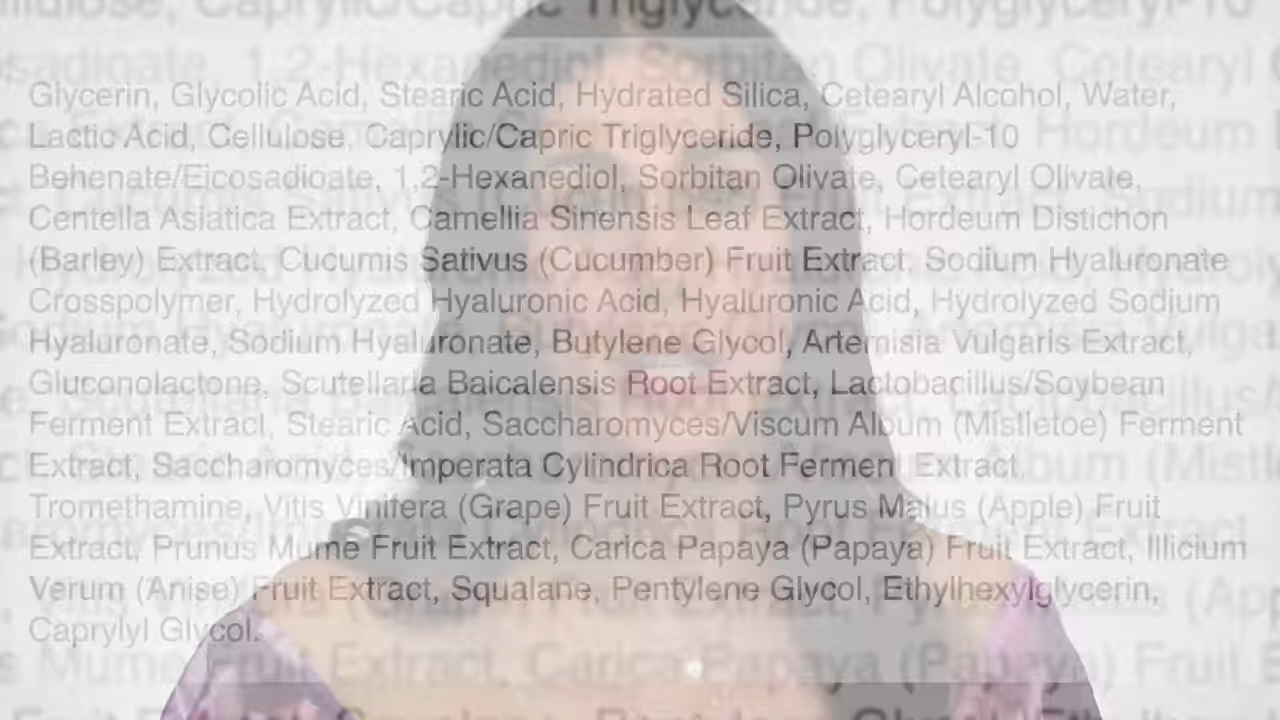 Glycerin, Glycolic Acid, Stearic Acid, Hydrated Silica, Cetearyl Alcohol, Water,
Lactic Acid, Cellulose, Caprylic/Capric Triglyceride, Polyglyceryl-10
Behenate/Eicosadioate, 1,2-Hexanediol, Sorbitan Olivate, Cetearyl Olivate,
Centella Asiatica Extract, Camellia Sinensis Leaf Extract, Hordeum Distichon
(Barley) Extract, Cucumis Sativus (Cucumber) Fruit Extract, Sodium Hyaluronate
Crosspolymer, Hydrolyzed Hyaluronic Acid, Hyaluronic Acid, Hydrolyzed Sodium
Hyaluronate, Sodium Hyaluronate, Butylene Glycol, Artemisia Vulgaris Extract,
Gluconolactone, Scutellaria Baicalensis Root Extract, Lactobacillus/Soybean
Ferment Extract, Stearic Acid, Saccharomyces/Viscum Album (Mistletoe) Ferment
Extract, Saccharomyces/Imperata Cylindrica Root Ferment Extract.
Tromethamine, Vitis Vinifera (Grape) Fruit Extract, Pyrus Malus (Apple) Fruit
Extract, Prunus Mume Fruit Extract, Carica Papaya (Papaya) Fruit Extract, Illicium
Verum (Anise) Fruit Extract, Squalane, Pentylene Glycol, Ethylhexylglycerin,
Caprylyl Glycol.